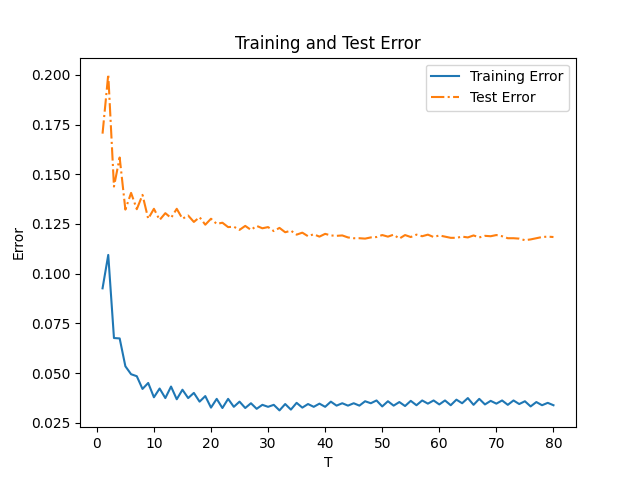 Training and Test Error
Training Error
Test Error
0.200
0.175
0.150
0.125
0.100
0.075
0.050
0.025
Error
0 10 20 30 40 50 60 70 80
T